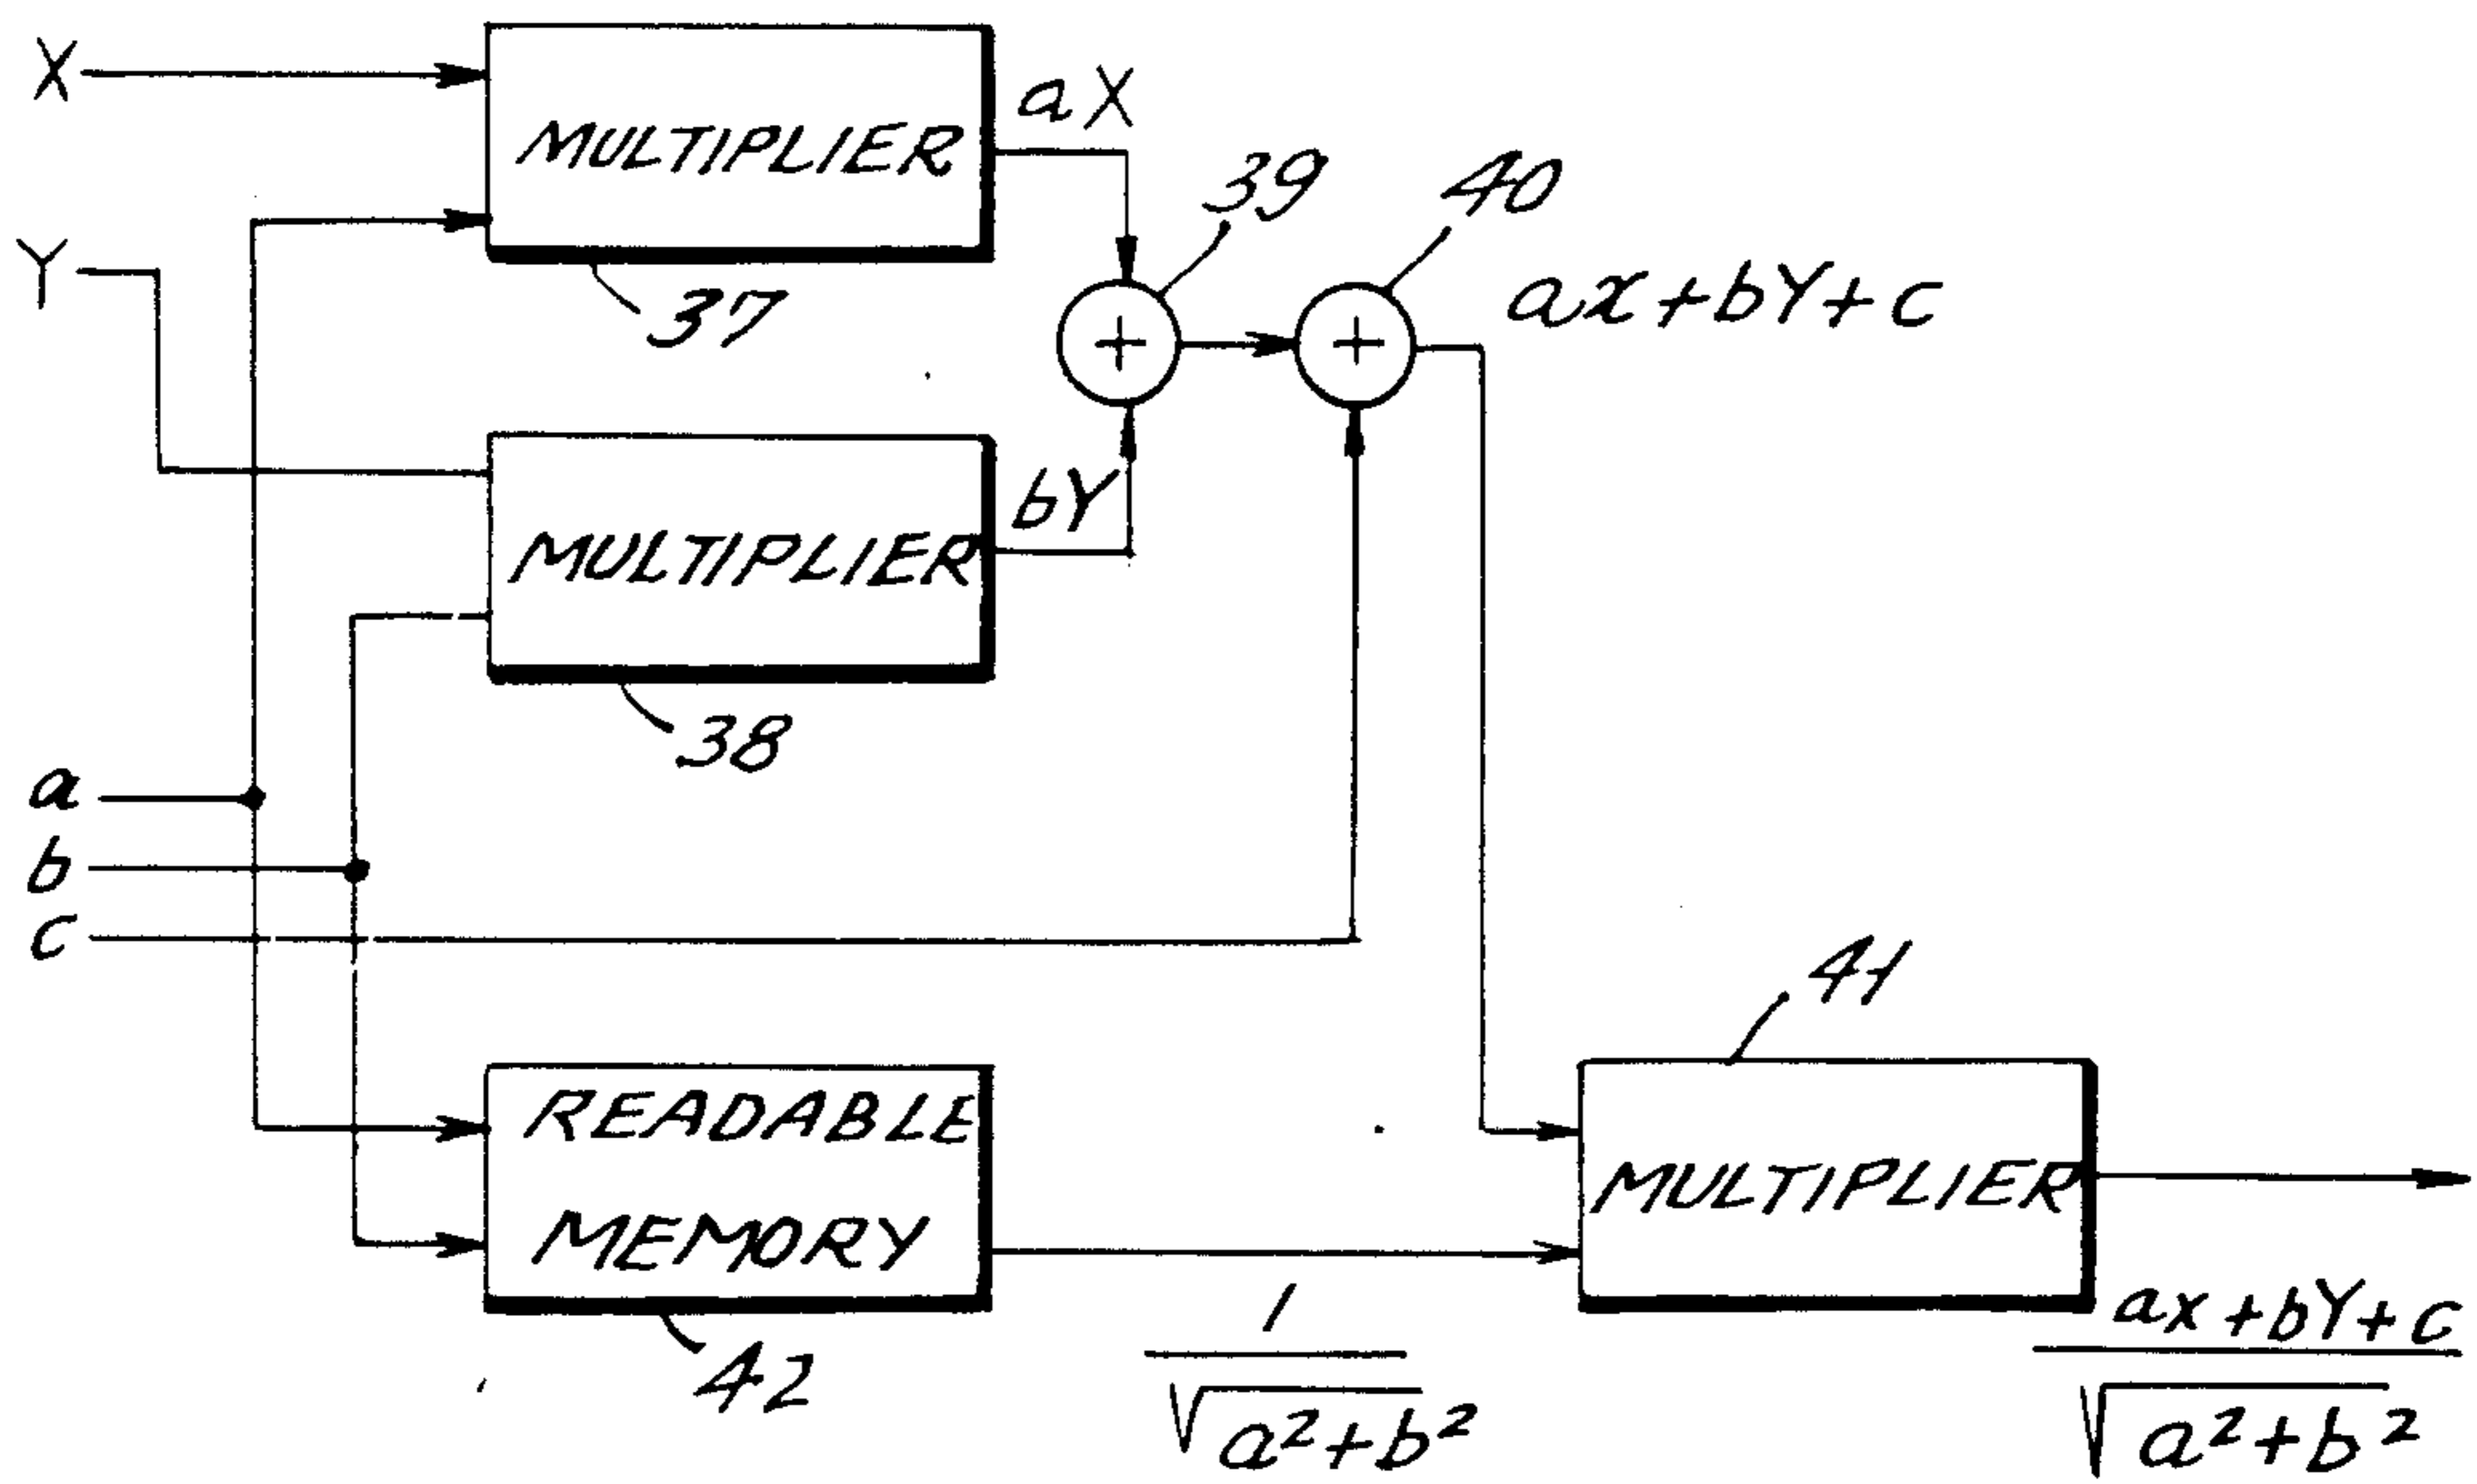 X
MULTIPLIER
aX
39
40
Y
37
ax+bY+c
+
+
MULTIPLIER
bY
38
a
b
c
41
READABLE
MEMORY
MULTIPLIER
42
1
√a²+b²
ax+bY+c
√a²+b²